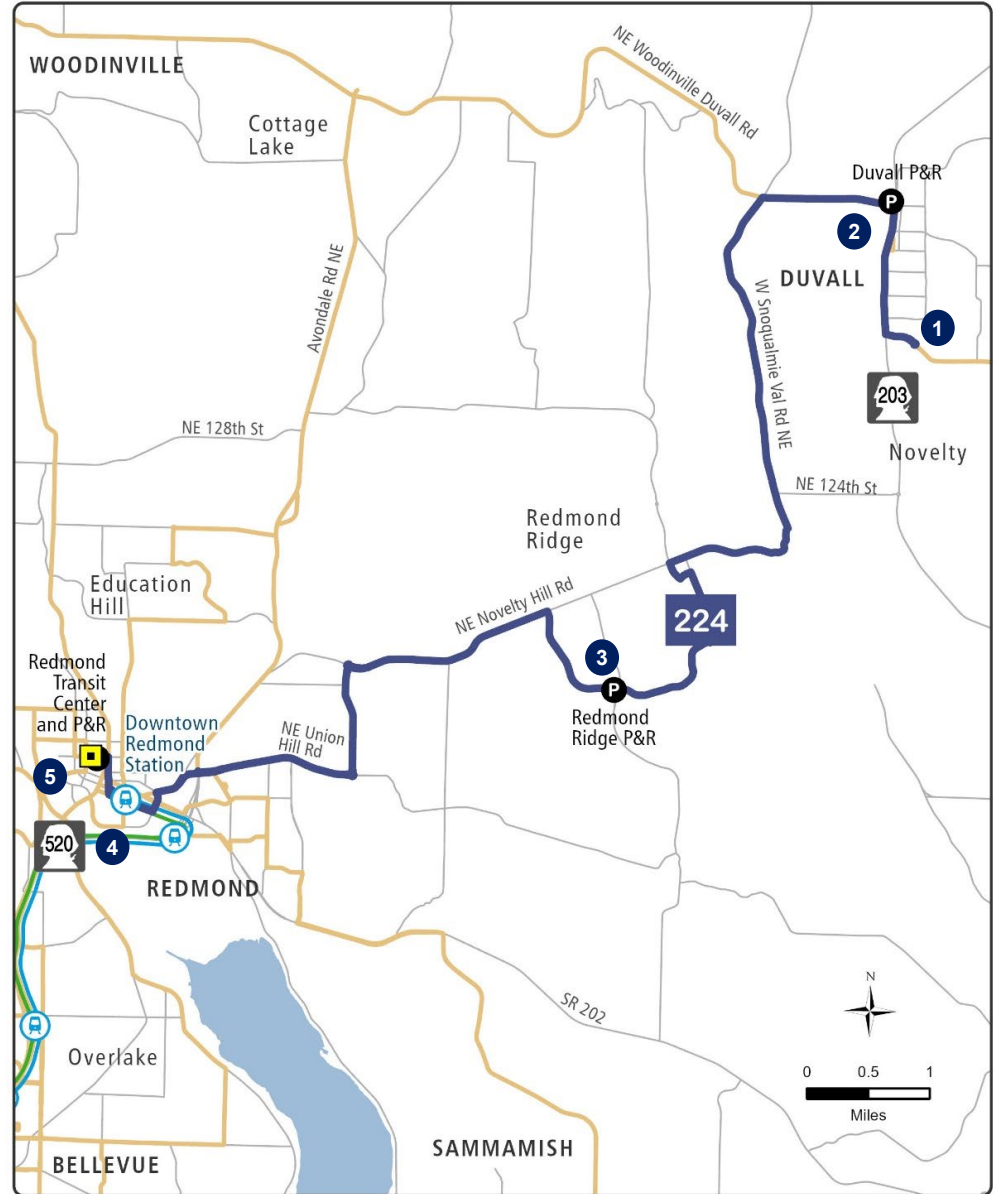 WOODINVILLE
Cottage
Lake
NE Woodinville Duvall Rd
Duvall P&R
P
2
DUVALL
1
Avondale Rd NE
W Snoqualmie Val Rd NE
203
Novelty
NE 128th St
NE 124th St
Redmond
Ridge
Education
Hill
NE Novelty Hill Rd
224
3
P
Redmond
Ridge P&R
Redmond
Transit
Center
and P&R
Downtown
Redmond
Station
NE Union
Hill Rd
5
520
4
REDMOND
SR 202
N
Overlake
0 0.5 1
Miles
SAMMAMISH
BELLEVUE